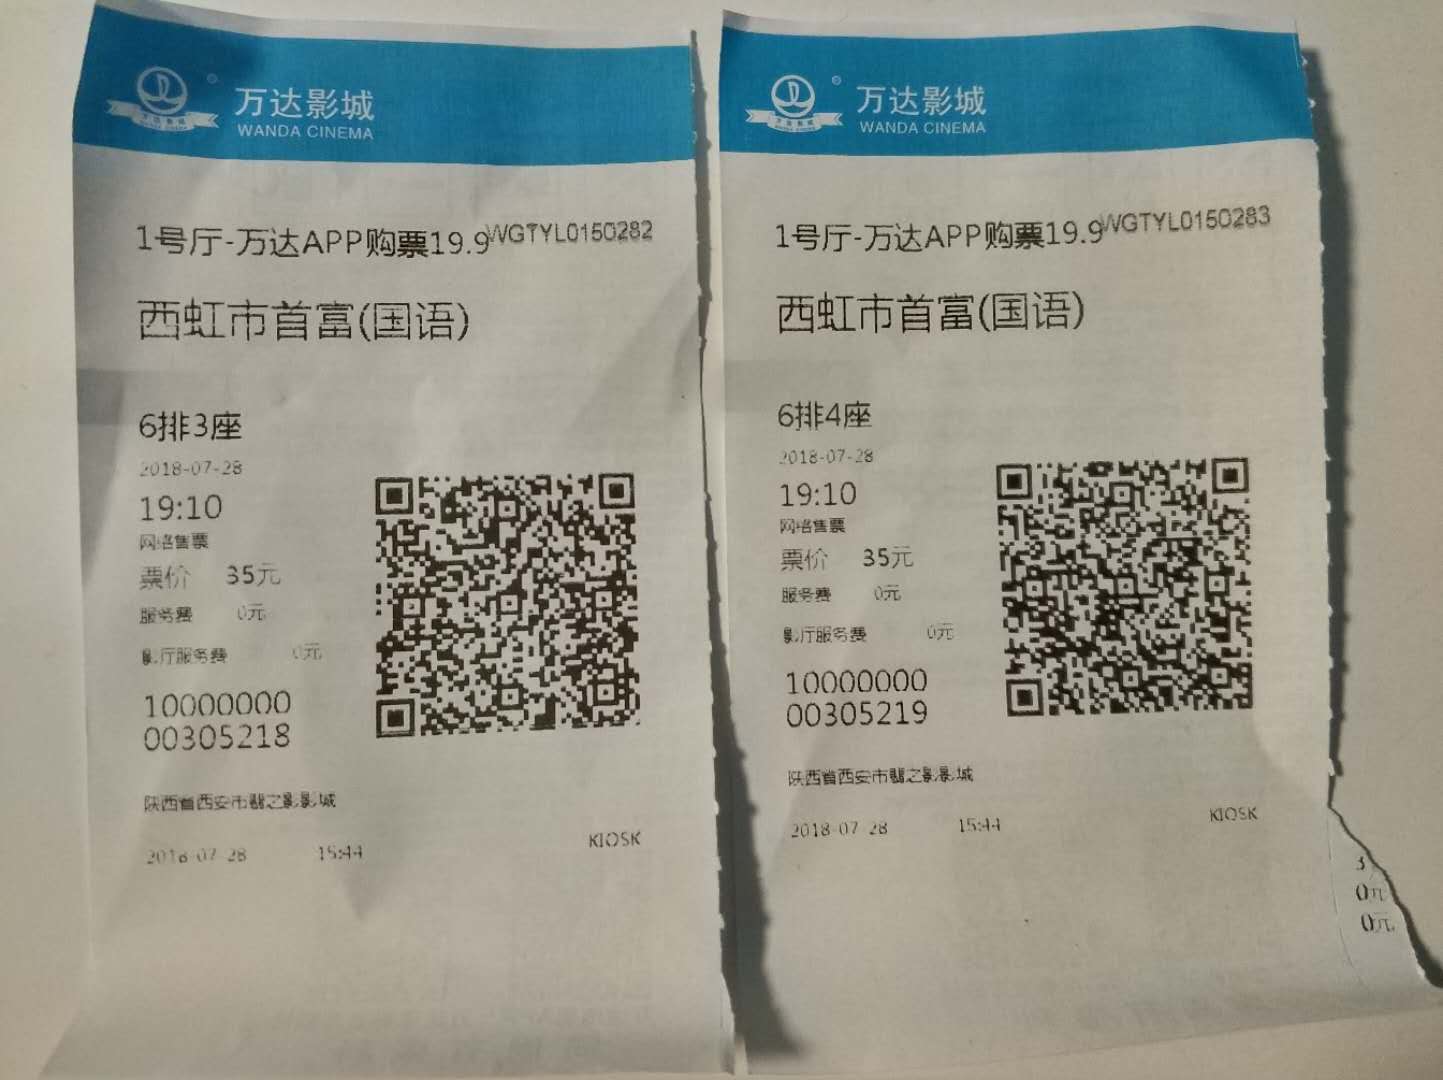 万达影城
WANDA CINEMA
1号厅-万达APP购票19.9
WGTYL0150282
西虹市首富(国语)
6排3座
2018-07-28
19:10
网络售票
票价 35元
服务费 0元
影厅服务费 0元
10000000
00305218
陕西省西安市翳之影影城
2018-07-28 15:44
KIOSK
万达影城
WANDA CINEMA
1号厅-万达APP购票19.9
WGTYL0150283
西虹市首富(国语)
6排4座
2018-07-28
19:10
网络售票
票价 35元
服务费 0元
影厅服务费 0元
10000000
00305219
陕西省西安市翳之影影城
2018-07-28 15:44
KIOSK
0元
0元